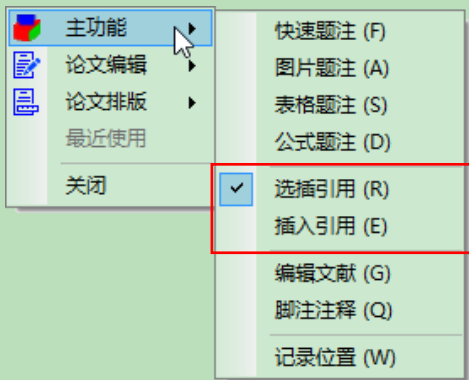 主功能
论文编辑
论文排版
最近使用
关闭
快速题注 (F)
图片题注 (A)
表格题注 (S)
公式题注 (D)
选插引用 (R)
插入引用 (E)
编辑文献 (G)
脚注注释 (Q)
记录位置 (W)